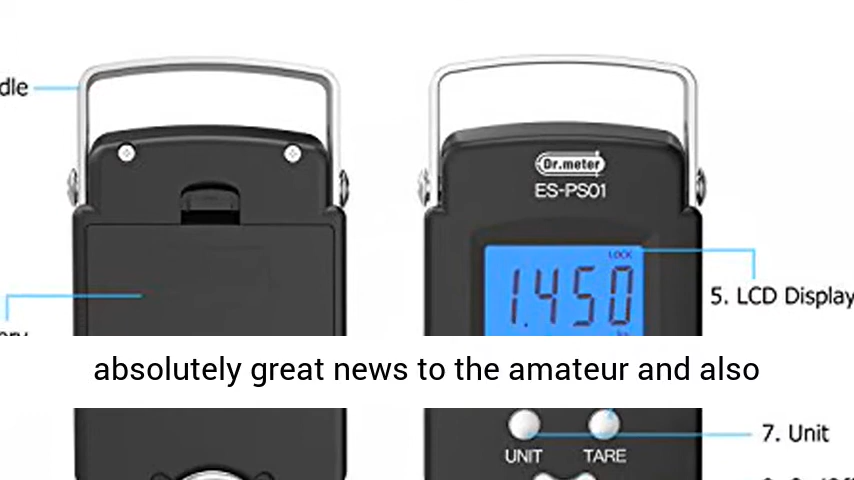 dle
Dr.meter
ES-PS01
LOCK
1.450
5. LCD Display
absolutely great news to the amateur and also
7. Unit
UNIT TARE